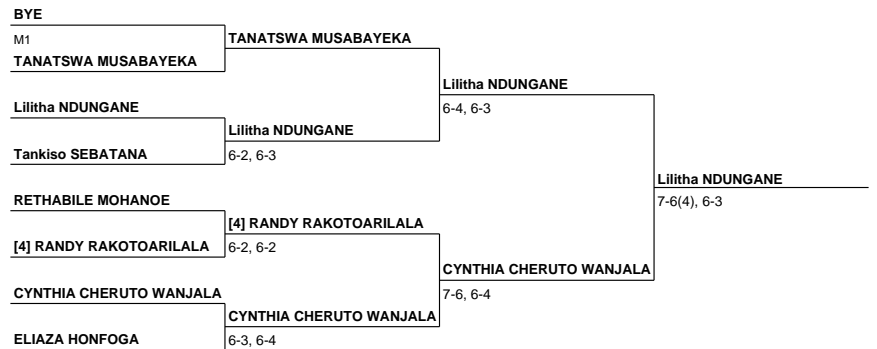 BYE
M1
TANATSWA MUSABAYEKA
TANATSWA MUSABAYEKA
Lilitha NDUNGANE
6-4, 6-3
Lilitha NDUNGANE
Lilitha NDUNGANE
6-2, 6-3
Tankiso SEBATANA
Lilitha NDUNGANE
7-6(4), 6-3
RETHABILE MOHANOE
[4] RANDY RAKOTOARILALA
6-2, 6-2
[4] RANDY RAKOTOARILALA
CYNTHIA CHERUTO WANJALA
7-6, 6-4
CYNTHIA CHERUTO WANJALA
CYNTHIA CHERUTO WANJALA
6-3, 6-4
ELIAZA HONFOGA